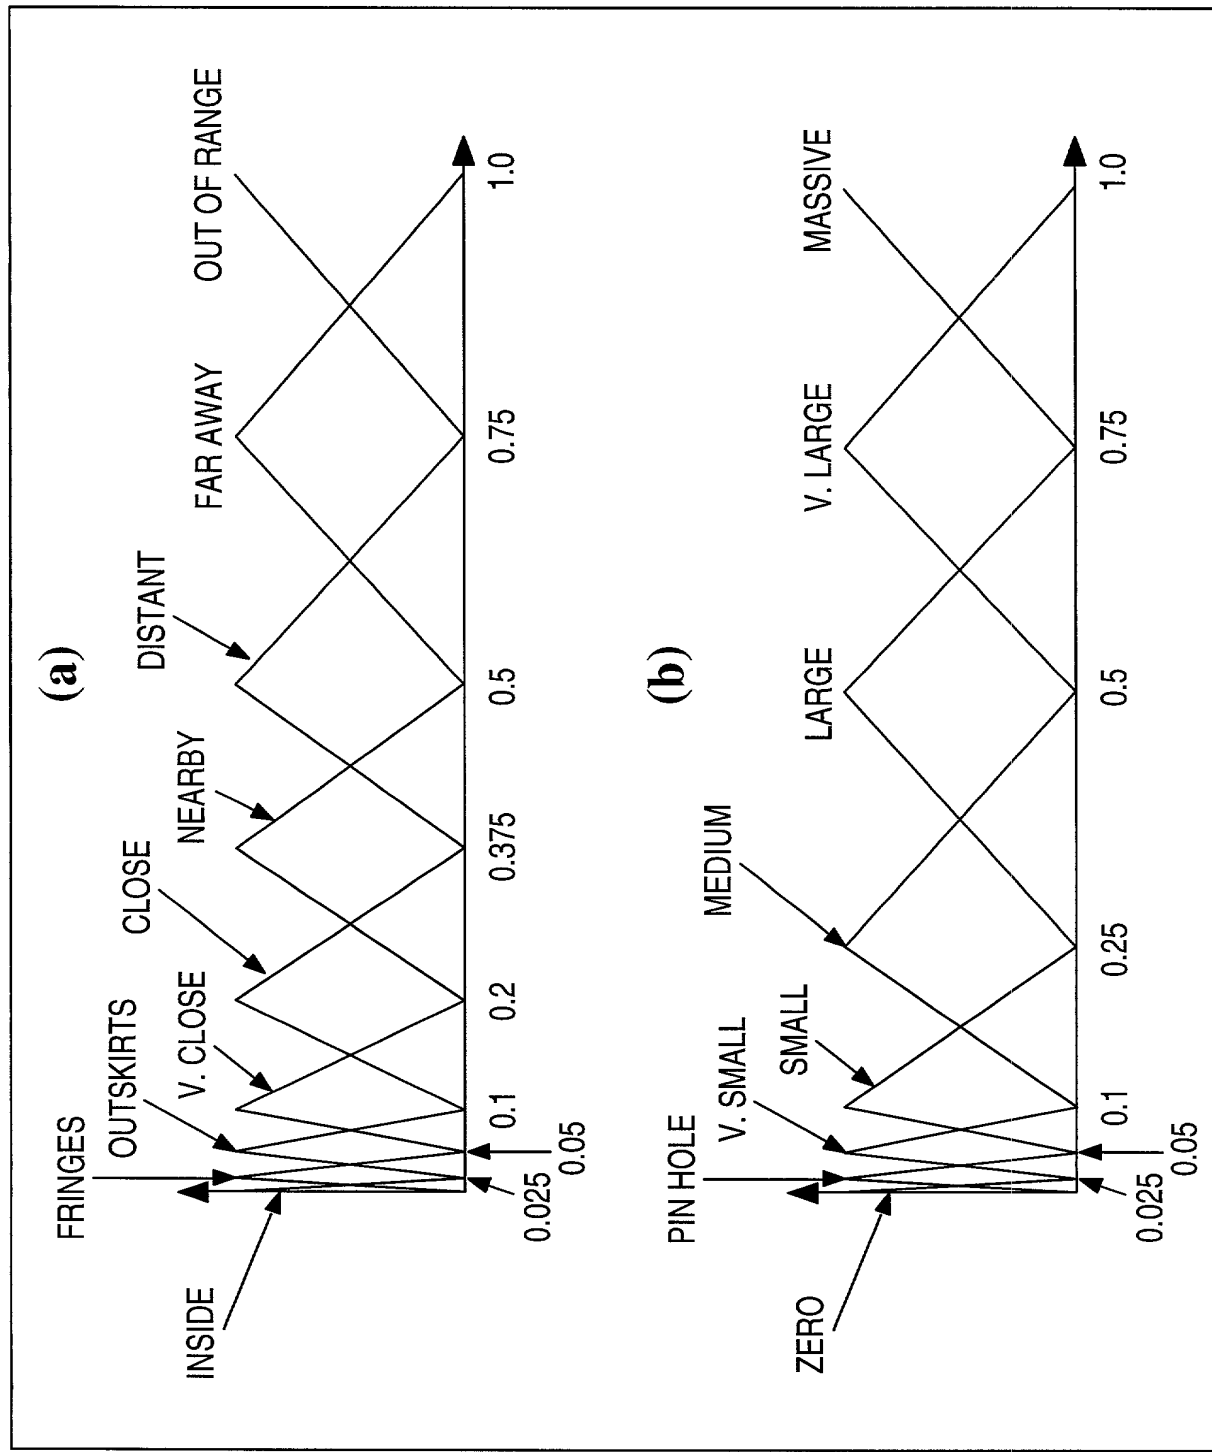 (a)
FRINGES
OUTSKIRTS
V. CLOSE
CLOSE
NEARBY
DISTANT
FAR AWAY
OUT OF RANGE
INSIDE
0.025
0.05
0.1
0.2
0.375
0.5
0.75
1.0
(b)
PIN HOLE
V. SMALL
SMALL
MEDIUM
LARGE
V. LARGE
MASSIVE
ZERO
0.025
0.05
0.1
0.25
0.5
0.75
1.0